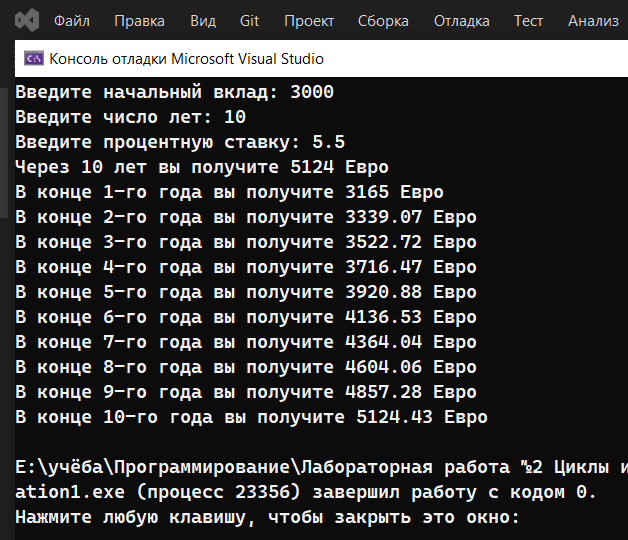 Файл Правка Вид Git Проект Сборка Отладка Тест Анализ
Консоль отладки Microsoft Visual Studio
Введите начальный вклад: 3000
Введите число лет: 10
Введите процентную ставку: 5.5
Через 10 лет вы получите 5124 Евро
В конце 1-го года вы получите 3165 Евро
В конце 2-го года вы получите 3339.07 Евро
В конце 3-го года вы получите 3522.72 Евро
В конце 4-го года вы получите 3716.47 Евро
В конце 5-го года вы получите 3920.88 Евро
В конце 6-го года вы получите 4136.53 Евро
В конце 7-го года вы получите 4364.04 Евро
В конце 8-го года вы получите 4604.06 Евро
В конце 9-го года вы получите 4857.28 Евро
В конце 10-го года вы получите 5124.43 Евро
E:\учёба\Программирование\Лабораторная работа №2 Циклы и
ation1.exe (процесс 23356) завершил работу с кодом 0.
Нажмите любую клавишу, чтобы закрыть это окно: